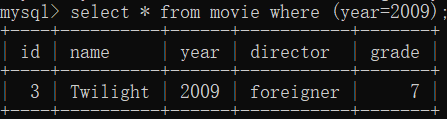 mysql> select * from movie where (year=2009);
+----+----------+------+-----------+-------+
| id | name | year | director | grade |
+----+----------+------+-----------+-------+
| 3 | Twilight | 2009 | foreigner | 7 |
+----+----------+------+-----------+-------+